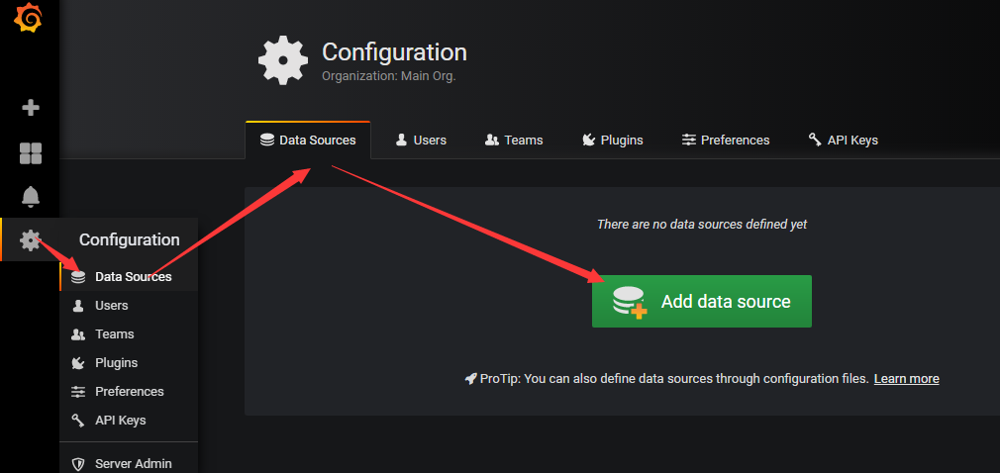 Configuration
Organization: Main Org.
Data Sources
Users
Teams
Plugins
Preferences
API Keys
Configuration
Data Sources
Users
Teams
Plugins
Preferences
API Keys
Server Admin
There are no data sources defined yet
Add data source
ProTip: You can also define data sources through configuration files. Learn more